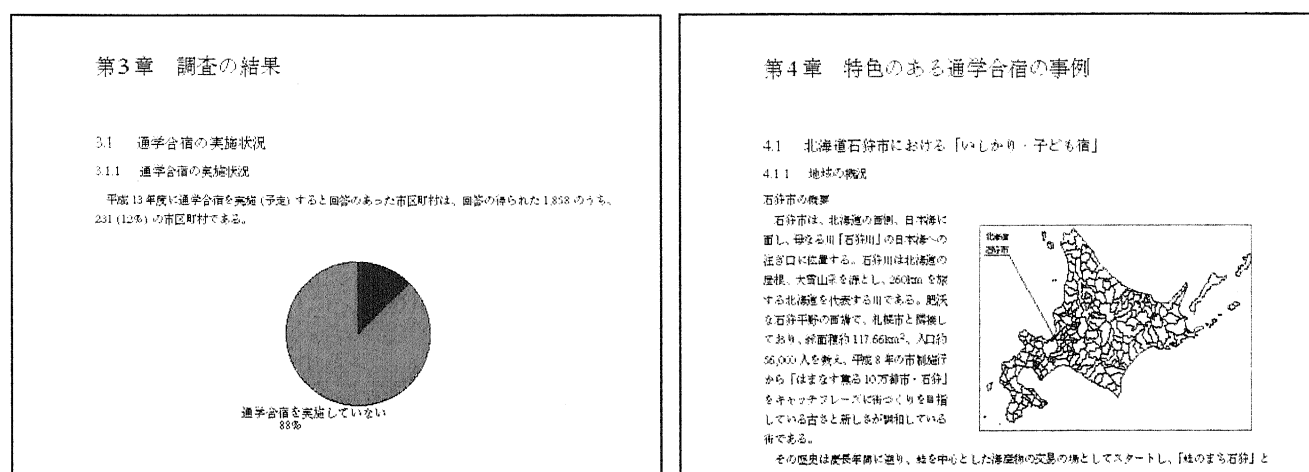 第3章 調査の結果
3.1 通学合宿の実施状況
3.1.1 通学合宿の実施状況
平成 13 年度に通学合宿を実施 (予定) すると回答のあった市区町村は、回答の得られた 1,858 のうち、
231 (12%) の市区町村である。
通学合宿を実施していない
88%
第4章 特色のある通学合宿の事例
4.1 北海道石狩市における「いしかり・子ども宿」
4.1.1 地域の概況
石狩市の概要
石狩市は、北海道の西側、日本海に
面し、母なる川「石狩川」の日本海への
注ぎ口に位置する。石狩川は北海道の
屋根、大雪山系を源とし、260km を旅
する北海道を代表する川である。肥沃
な石狩平野の西端で、札幌市と隣接し
ており、総面積約 117.66km²、人口約
56,000 人を数え、平成 8 年の市制施行
から「はまなす薫る 10 万都市・石狩」
をキャッチフレーズに街づくりを目指
している古さと新しさが調和している
街である。
北海道
石狩市
その歴史は慶長年間に遡り、鮭を中心とした海産物の交易の場としてスタートし、「鮭のまち石狩」と